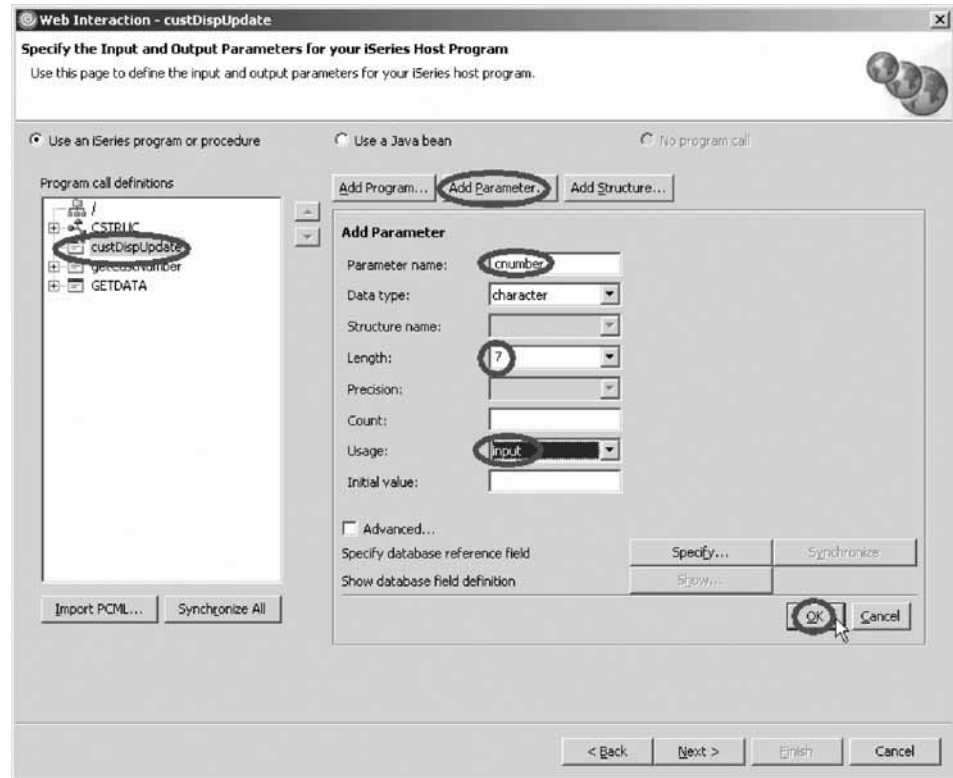 Web Interaction - custDispUpdate
Specify the Input and Output Parameters for your iSeries Host Program
Use this page to define the input and output parameters for your iSeries host program.
Use an iSeries program or procedure
Use a Java bean
No program call
Program call definitions
/
CSTRUC
custDispUpdate
getCustNumber
GETDATA
Import PCML...
Synchronize All
Add Program...
Add Parameter..
Add Structure...
Add Parameter
Parameter name: cnumber
Data type: character
Structure name:
Length: 7
Precision:
Count:
Usage: input
Initial value:
Advanced...
Specify database reference field Specify... Synchronize
Show database field definition Show...
OK Cancel
< Back Next > Finish Cancel